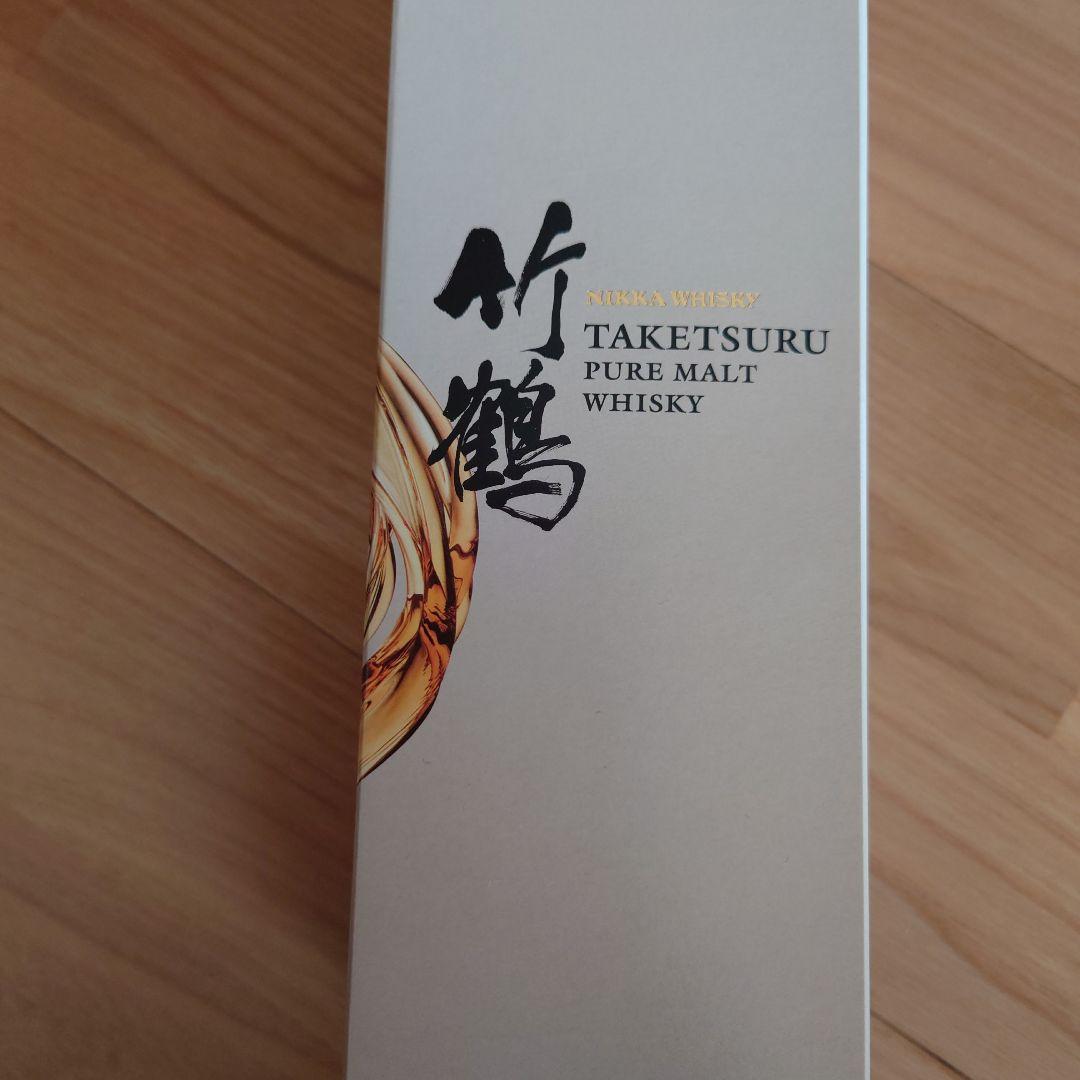 竹鶴
NIKKA WHISKY
TAKETSURU
PURE MALT
WHISKY